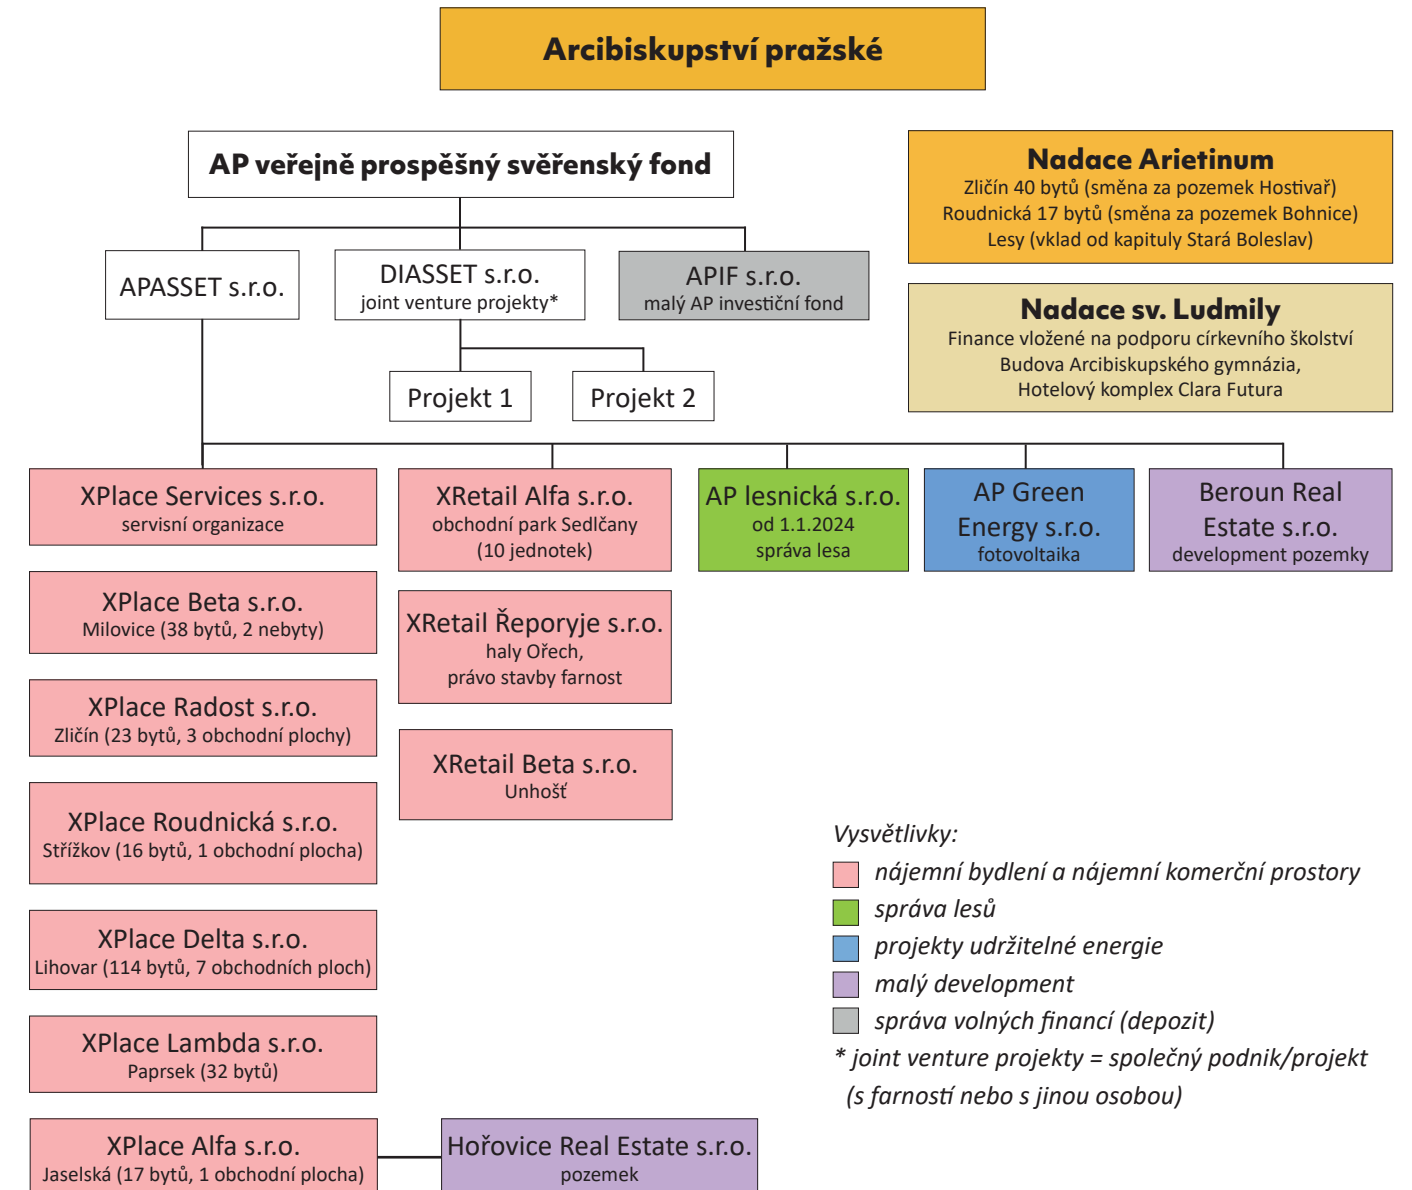 Arcibiskupství pražské
AP veřejně prospěšný svěřenský fond
Nadace Arietinum
Zličín 40 bytů (směna za pozemek Hostivař)
Roudnická 17 bytů (směna za pozemek Bohnice)
Lesy (vklad od kapituly Stará Boleslav)
APASSET s.r.o.
DIASSET s.r.o.
joint venture projekty*
APIF s.r.o.
malý AP investiční fond
Nadace sv. Ludmily
Finance vložené na podporu církevního školství
Budova Arcibiskupského gymnázia,
Hotelový komplex Clara Futura
Projekt 1
Projekt 2
XPlace Services s.r.o.
servisní organizace
XRetail Alfa s.r.o.
obchodní park Sedlčany
(10 jednotek)
AP lesnická s.r.o.
od 1.1.2024
správa lesa
AP Green
Energy s.r.o.
fotovoltaika
Beroun Real
Estate s.r.o.
development pozemky
XPlace Beta s.r.o.
Milovice (38 bytů, 2 nebyty)
XRetail Řeporyje s.r.o.
haly Ořech,
právo stavby farnost
XPlace Radost s.r.o.
Zličín (23 bytů, 3 obchodní plochy)
XRetail Beta s.r.o.
Unhošť
XPlace Roudnická s.r.o.
Střížkov (16 bytů, 1 obchodní plocha)
XPlace Delta s.r.o.
Lihovar (114 bytů, 7 obchodních ploch)
XPlace Lambda s.r.o.
Paprsek (32 bytů)
XPlace Alfa s.r.o.
Jaselská (17 bytů, 1 obchodní plocha)
Hořovice Real Estate s.r.o.
pozemek
Vysvětlivky:
nájemní bydlení a nájemní komerční prostory
správa lesů
projekty udržitelné energie
malý development
správa volných financí (depozit)
* joint venture projekty = společný podnik/projekt
(s farností nebo s jinou osobou)